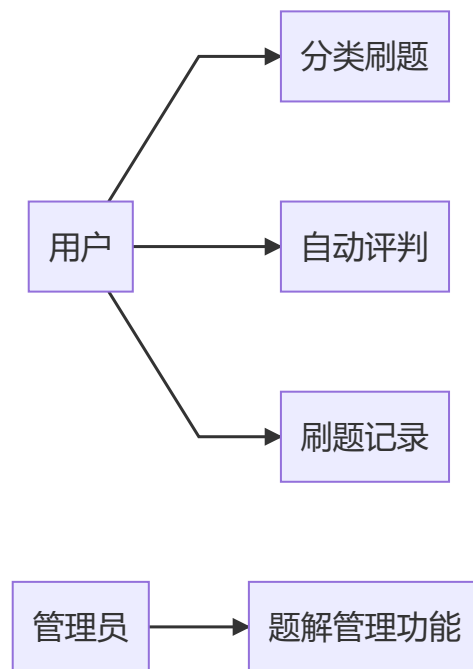 分类刷题
用户
自动评判
刷题记录
管理员
题解管理功能